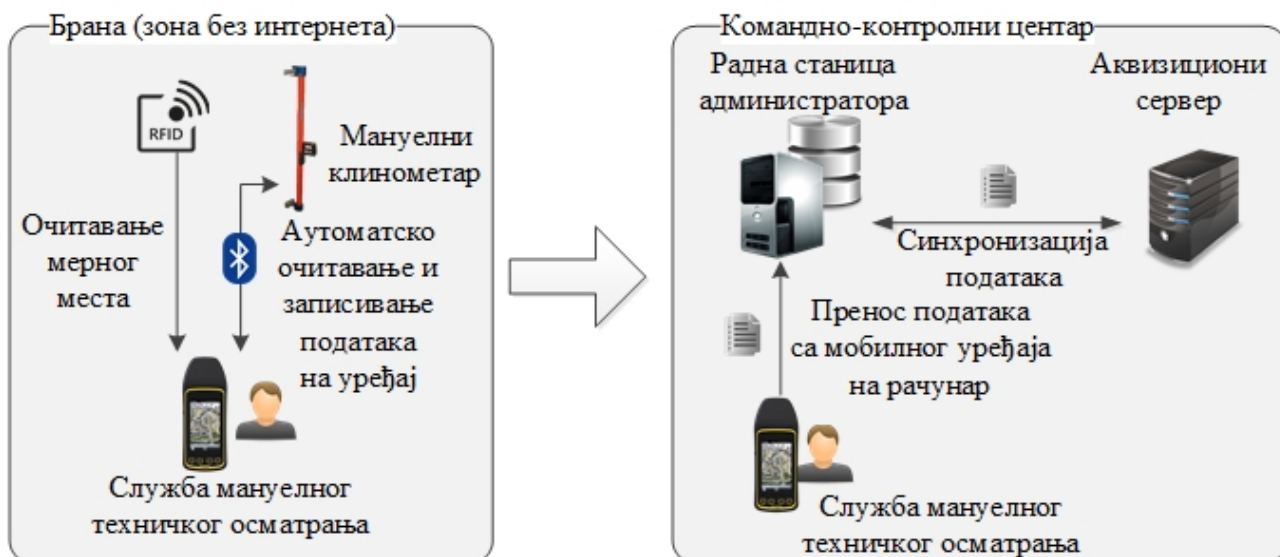 Брана (зона без интернета)
RFID
Мануелни
клинометар
Очитавање
мерног
места
Аутоматско
очитавање и
записивање
података
на уређај
Служба мануелног
техничког осматрања
Командно-контролни центар
Радна станица
администратора
Аквизициони
сервер
Синхронизација
података
Пренос података
са мобилног уређаја
на рачунар
Служба мануелног
техничког осматрања